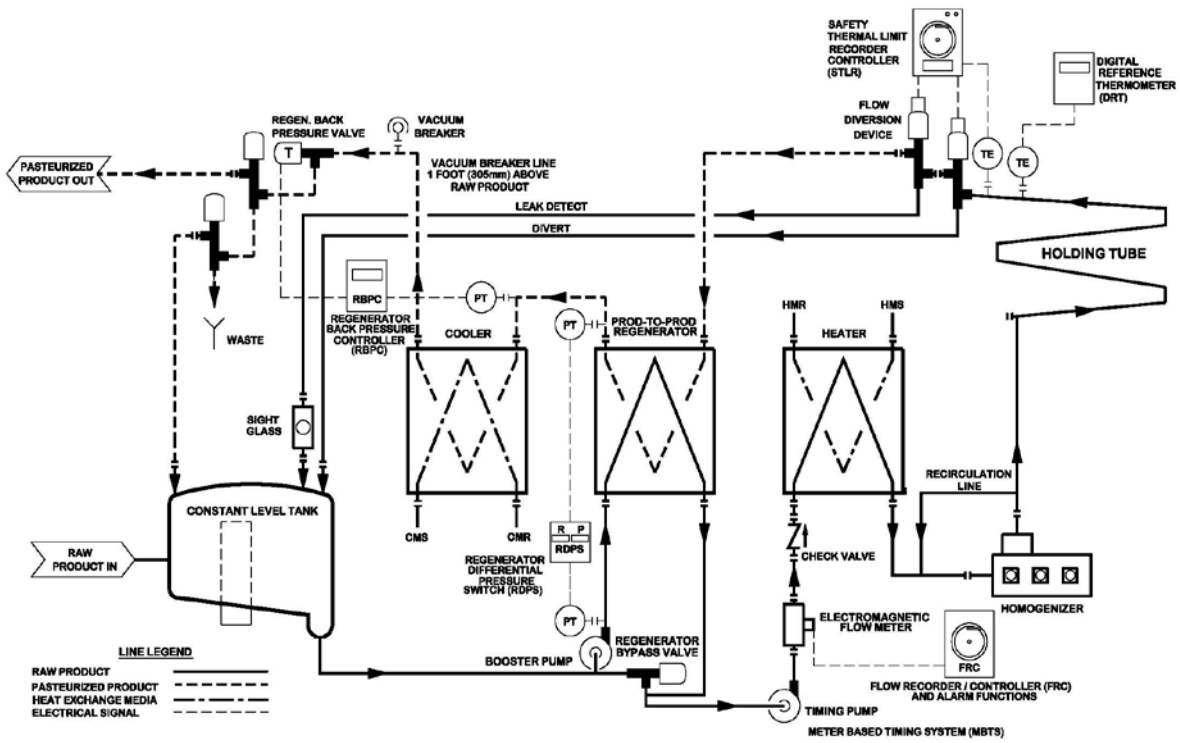 SAFETY
THERMAL LIMIT
RECORDER
CONTROLLER
(STLR)
DIGITAL
REFERENCE
THERMOMETER
(DRT)
FLOW
DIVERSION
DEVICE
TE
TE
REGEN. BACK
PRESSURE VALVE
T
VACUUM
BREAKER
PASTEURIZED
PRODUCT OUT
VACUUM BREAKER LINE
1 FOOT (305mm) ABOVE
RAW PRODUCT
LEAK DETECT
DIVERT
HOLDING TUBE
WASTE
RBPC
REGENERATOR
BACK PRESSURE
CONTROLLER
(RBPC)
PT
PT
COOLER
PROD-TO-PROD
REGENERATOR
HMR
HMS
HEATER
SIGHT
GLASS
RECIRCULATION
LINE
CONSTANT LEVEL TANK
RAW
PRODUCT IN
CMS
CMR
R P
RDPS
REGENERATOR
DIFFERENTIAL
PRESSURE
SWITCH (RDPS)
PT
CHECK VALVE
HOMOGENIZER
ELECTROMAGNETIC
FLOW METER
FRC
FLOW RECORDER / CONTROLLER (FRC)
AND ALARM FUNCTIONS
BOOSTER PUMP
REGENERATOR
BYPASS VALVE
TIMING PUMP
METER BASED TIMING SYSTEM (MBTS)
LINE LEGEND
RAW PRODUCT
PASTEURIZED PRODUCT
HEAT EXCHANGE MEDIA
ELECTRICAL SIGNAL